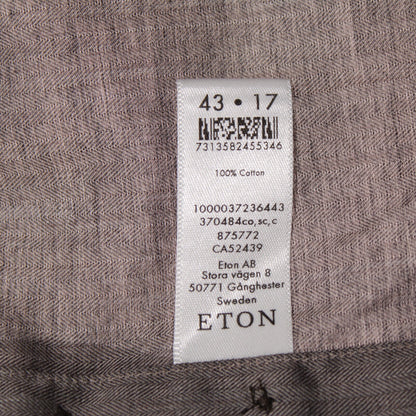 43 • 17
7313582455346
100% Cotton
1000037236443
370484co, sc, c
875772
CA52439
Eton AB
Stora vägen 8
50771 Gånghester
Sweden
ETON